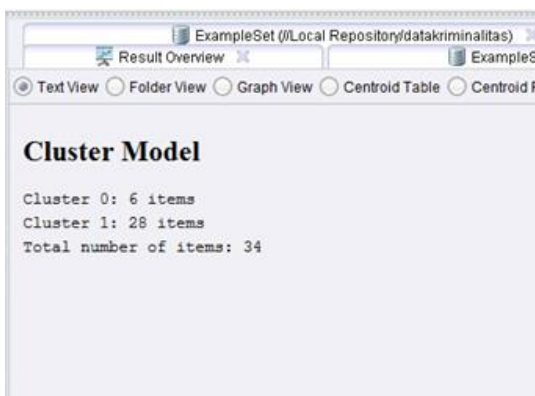 ExampleSet (//Local Repository/datakriminalitas)
Result Overview ExampleS
Text View Folder View Graph View Centroid Table Centroid
Cluster Model
Cluster 0: 6 items
Cluster 1: 28 items
Total number of items: 34